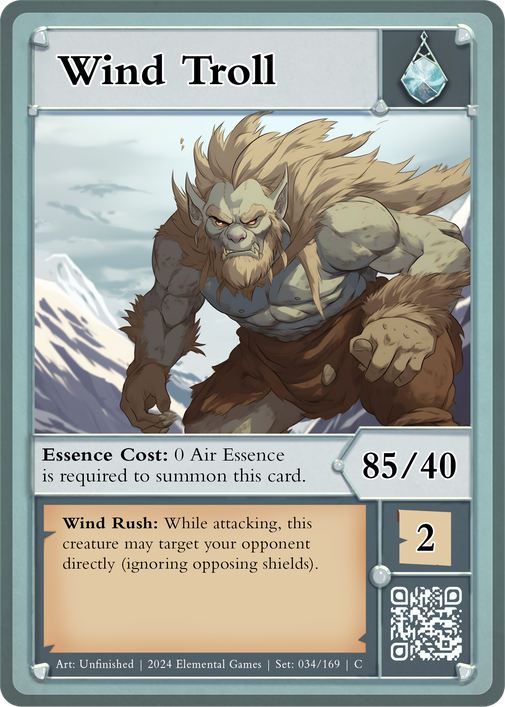 Wind Troll
Essence Cost: 0 Air Essence
is required to summon this card.
85/40
Wind Rush: While attacking, this
creature may target your opponent
directly (ignoring opposing shields).
2
Art: Unfinished | 2024 Elemental Games | Set: 034/169 | C